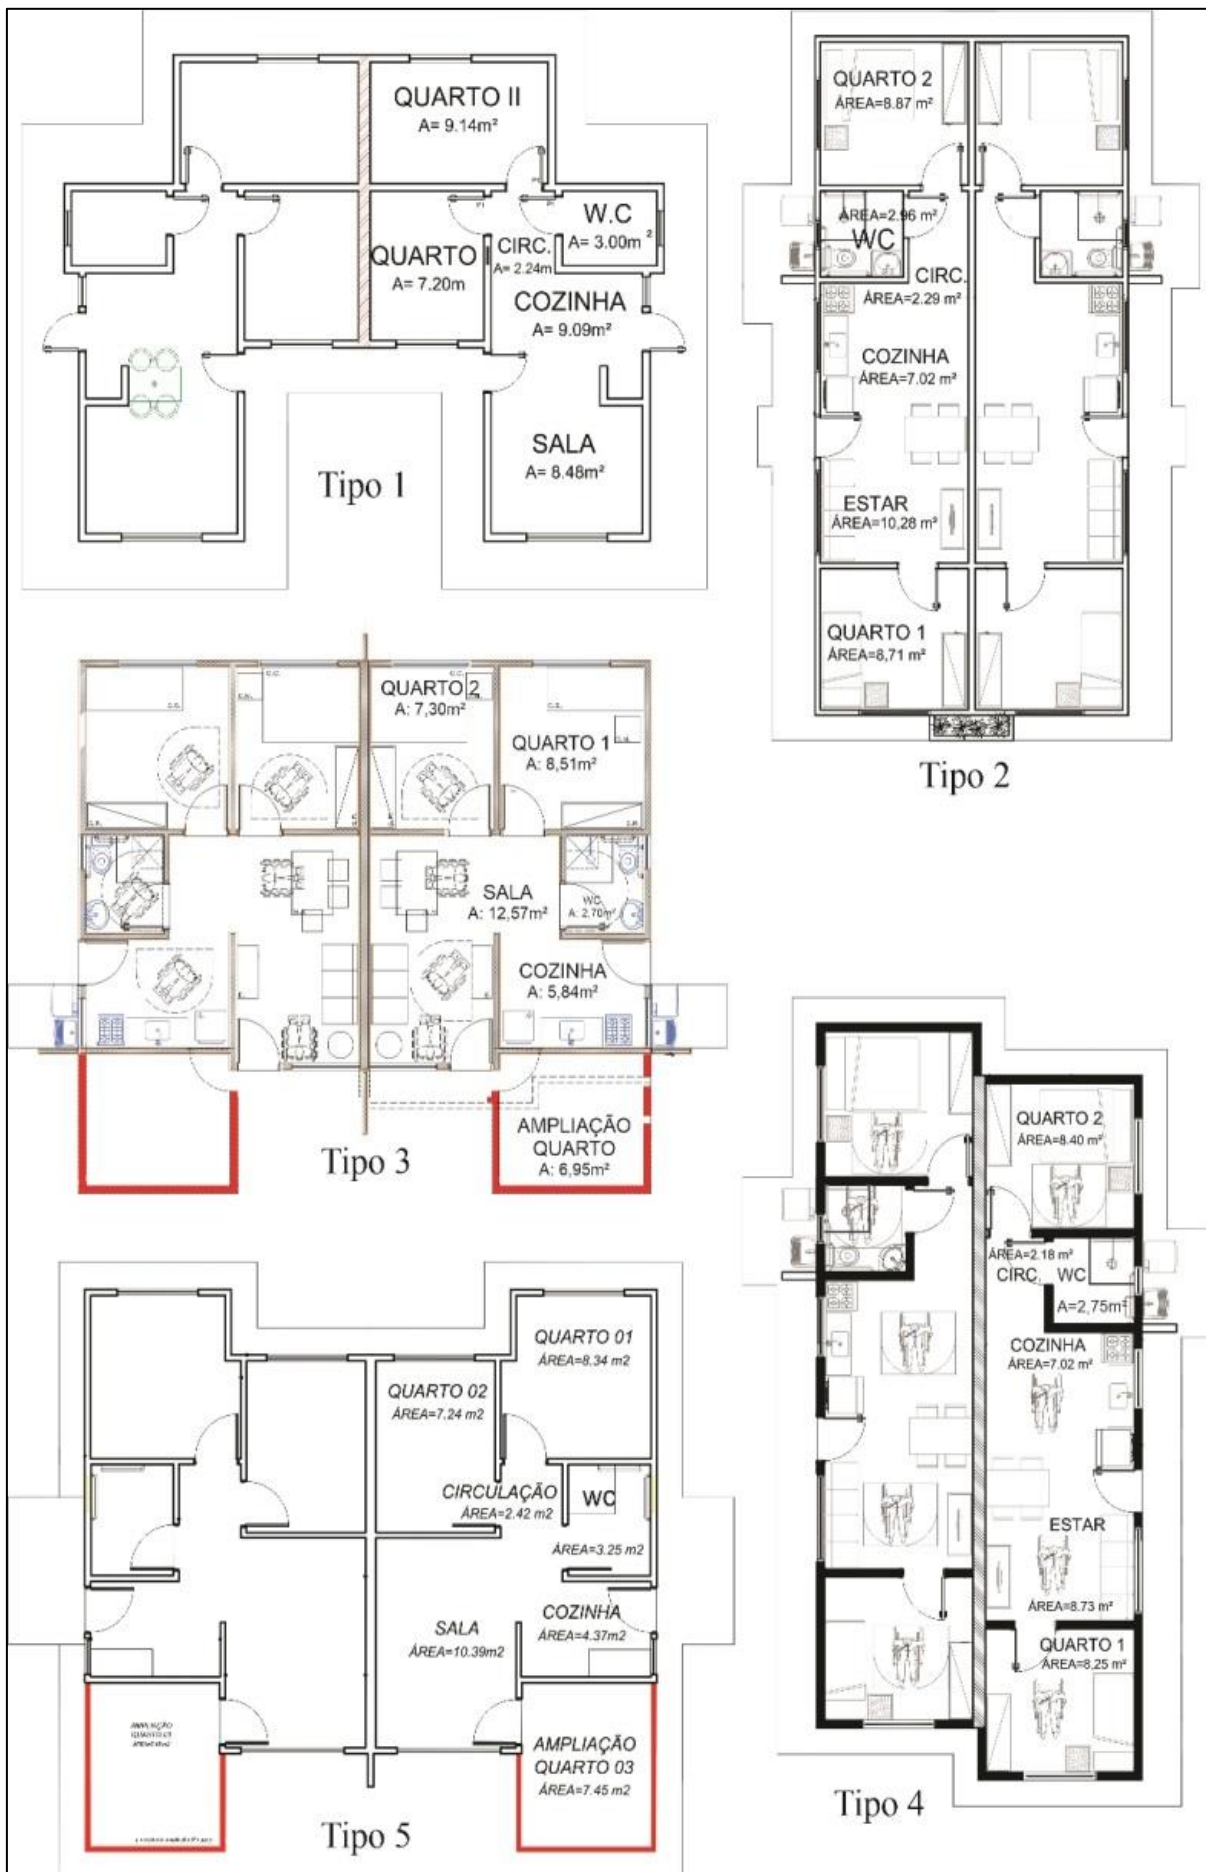 QUARTO II
A= 9.14m²
W.C
A= 3.00m²
QUARTO I
A= 7.20m
CIRC.
A= 2.24m
COZINHA
A= 9.09m²
SALA
A= 8.48m²
Tipo 1
QUARTO 2
ÁREA=8.87 m²
ÁREA=2.96 m²
WC
CIRC.
ÁREA=2.29 m²
COZINHA
ÁREA=7.02 m²
ESTAR
ÁREA=10,28 m²
QUARTO 1
ÁREA=8,71 m²
Tipo 2
QUARTO 2
A: 7,30m²
QUARTO 1
A: 8,51m²
SALA
A: 12,57m²
WC
A: 2,70m²
COZINHA
A: 5,84m²
AMPLIAÇÃO
QUARTO
A: 6,95m²
Tipo 3
QUARTO 2
ÁREA=8.40 m²
ÁREA=2.18 m²
CIRC.
WC
A=2,75m²
COZINHA
ÁREA=7.02 m²
ESTAR
ÁREA=8.73 m²
QUARTO 1
ÁREA=8,25 m²
Tipo 4
QUARTO 01
ÁREA=8.34 m2
QUARTO 02
ÁREA=7.24 m2
CIRCULAÇÃO
ÁREA=2.42 m2
WC
ÁREA=3.25 m2
COZINHA
ÁREA=4.37m2
SALA
ÁREA=10.39m2
AMPLIAÇÃO
AMPLIAÇÃO
QUARTO 03
ÁREA=7.45 m2
Tipo 5